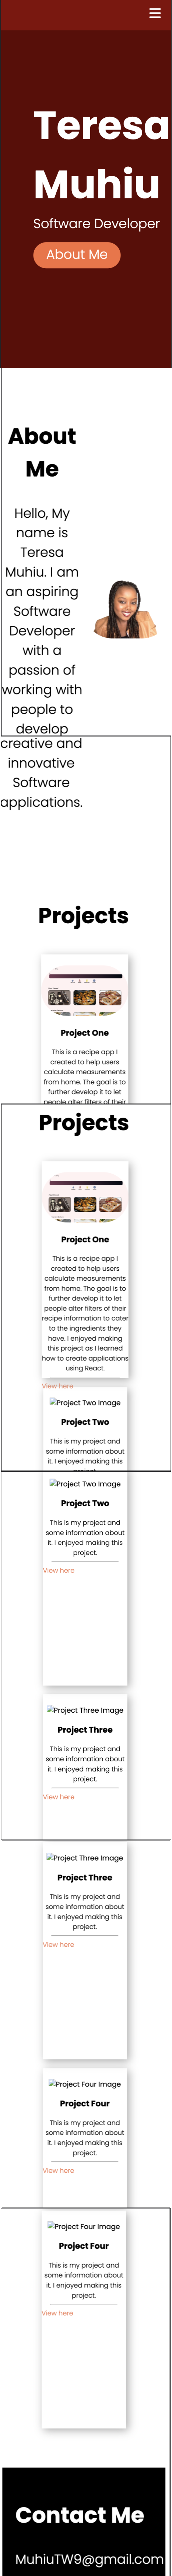 Teresa
Muhiu
Software Developer
About Me
About
Me
Hello, My
name is
Teresa
Muhiu. I am
an aspiring
Software
Developer
with a
passion of
working with
people to
develop
creative and
innovative
Software
applications.
Projects
Project One
This is a recipe app I
created to help users
calculate measurements
from home. The goal is to
further develop it to let
people alter filters of their
Projects
Project One
This is a recipe app I
created to help users
calculate measurements
from home. The goal is to
further develop it to let
people alter filters of their
recipe information to cater
to the ingredients they
have. I enjoyed making
this project as I learned
how to create applications
using React.
View here
Project Two Image
Project Two
This is my project and
some information about
it. I enjoyed making this
project.
Project Two Image
Project Two
This is my project and
some information about
it. I enjoyed making this
project.
View here
Project Three Image
Project Three
This is my project and
some information about
it. I enjoyed making this
project.
View here
Project Three Image
Project Three
This is my project and
some information about
it. I enjoyed making this
project.
View here
Project Four Image
Project Four
This is my project and
some information about
it. I enjoyed making this
project.
View here
Project Four Image
Project Four
This is my project and
some information about
it. I enjoyed making this
project.
View here
Contact Me
MuhiuTW9@gmail.com